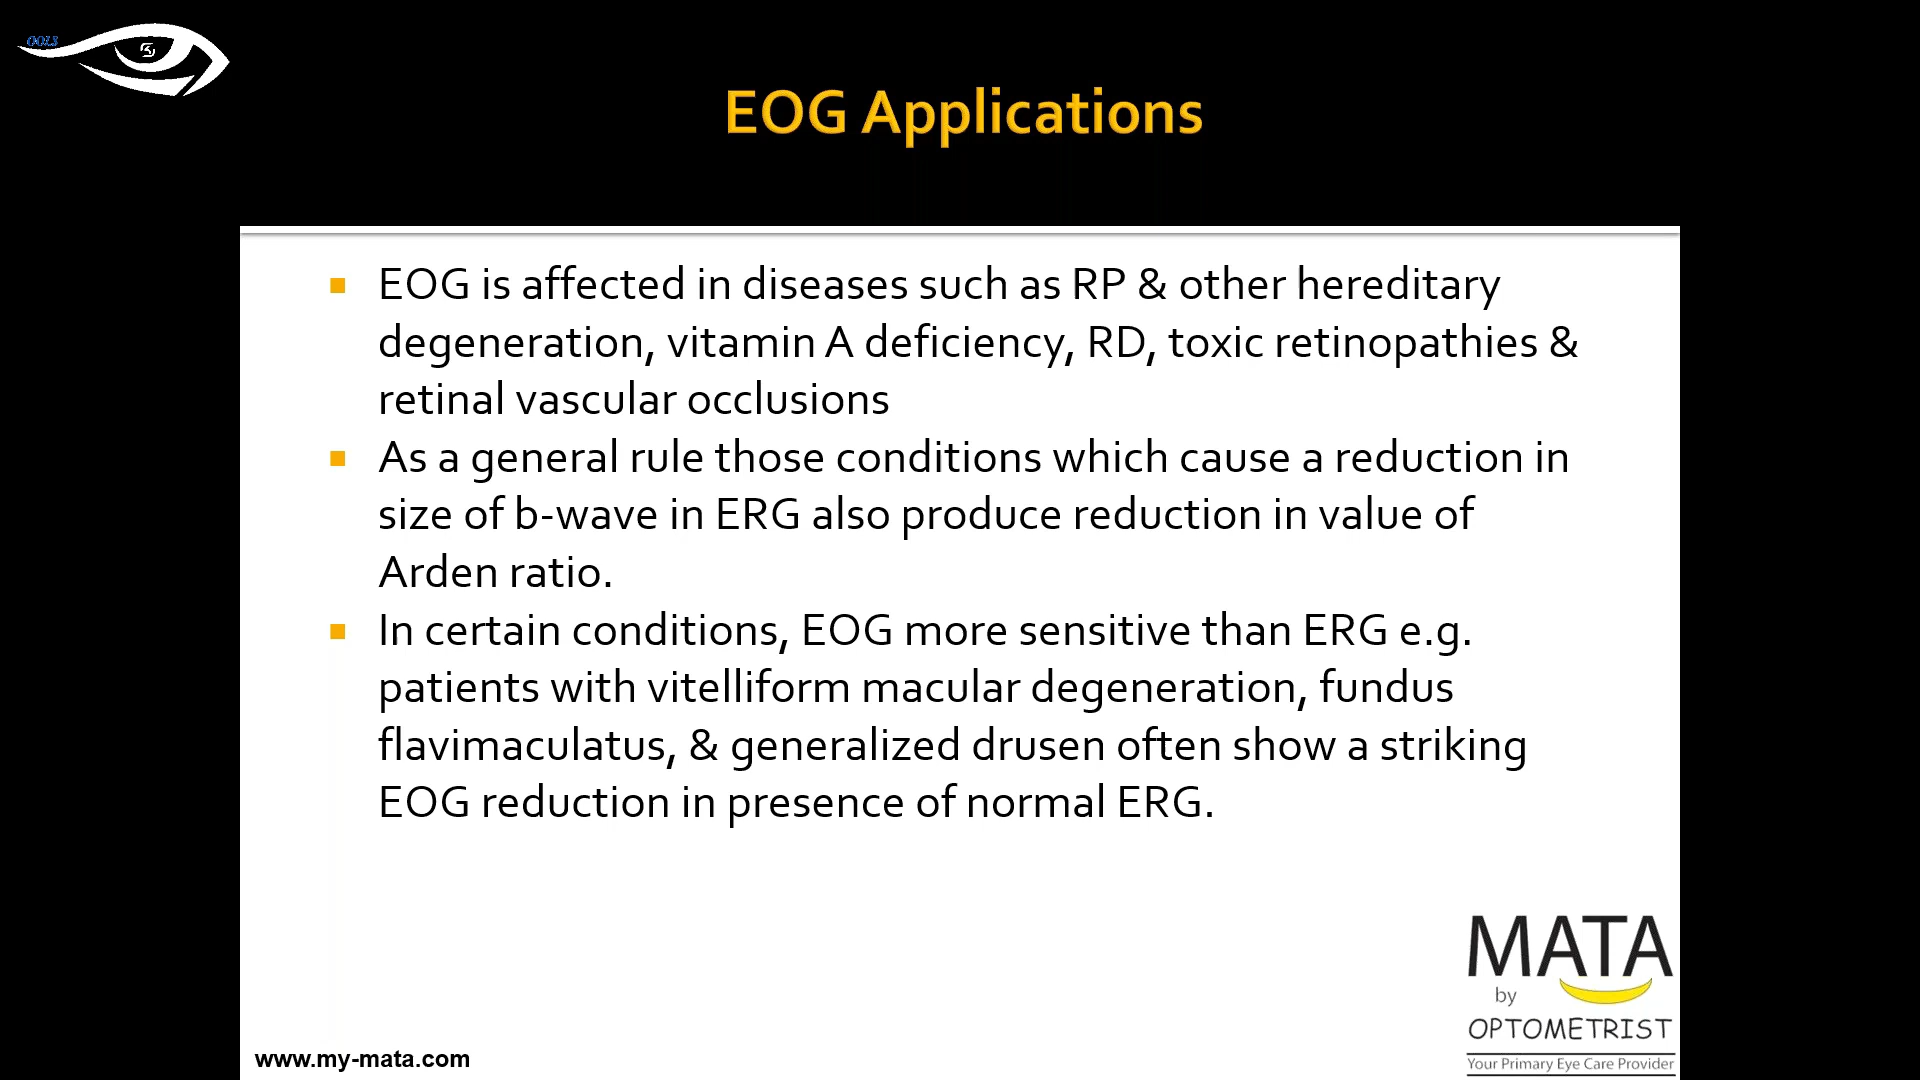 OOLS
EOG Applications
EOG is affected in diseases such as RP & other hereditary
degeneration, vitamin A deficiency, RD, toxic retinopathies &
retinal vascular occlusions
As a general rule those conditions which cause a reduction in
size of b-wave in ERG also produce reduction in value of
Arden ratio.
In certain conditions, EOG more sensitive than ERG e.g.
patients with vitelliform macular degeneration, fundus
flavimaculatus, & generalized drusen often show a striking
EOG reduction in presence of normal ERG.
MATA
by
OPTOMETRIST
Your Primary Eye Care Provider
www.my-mata.com